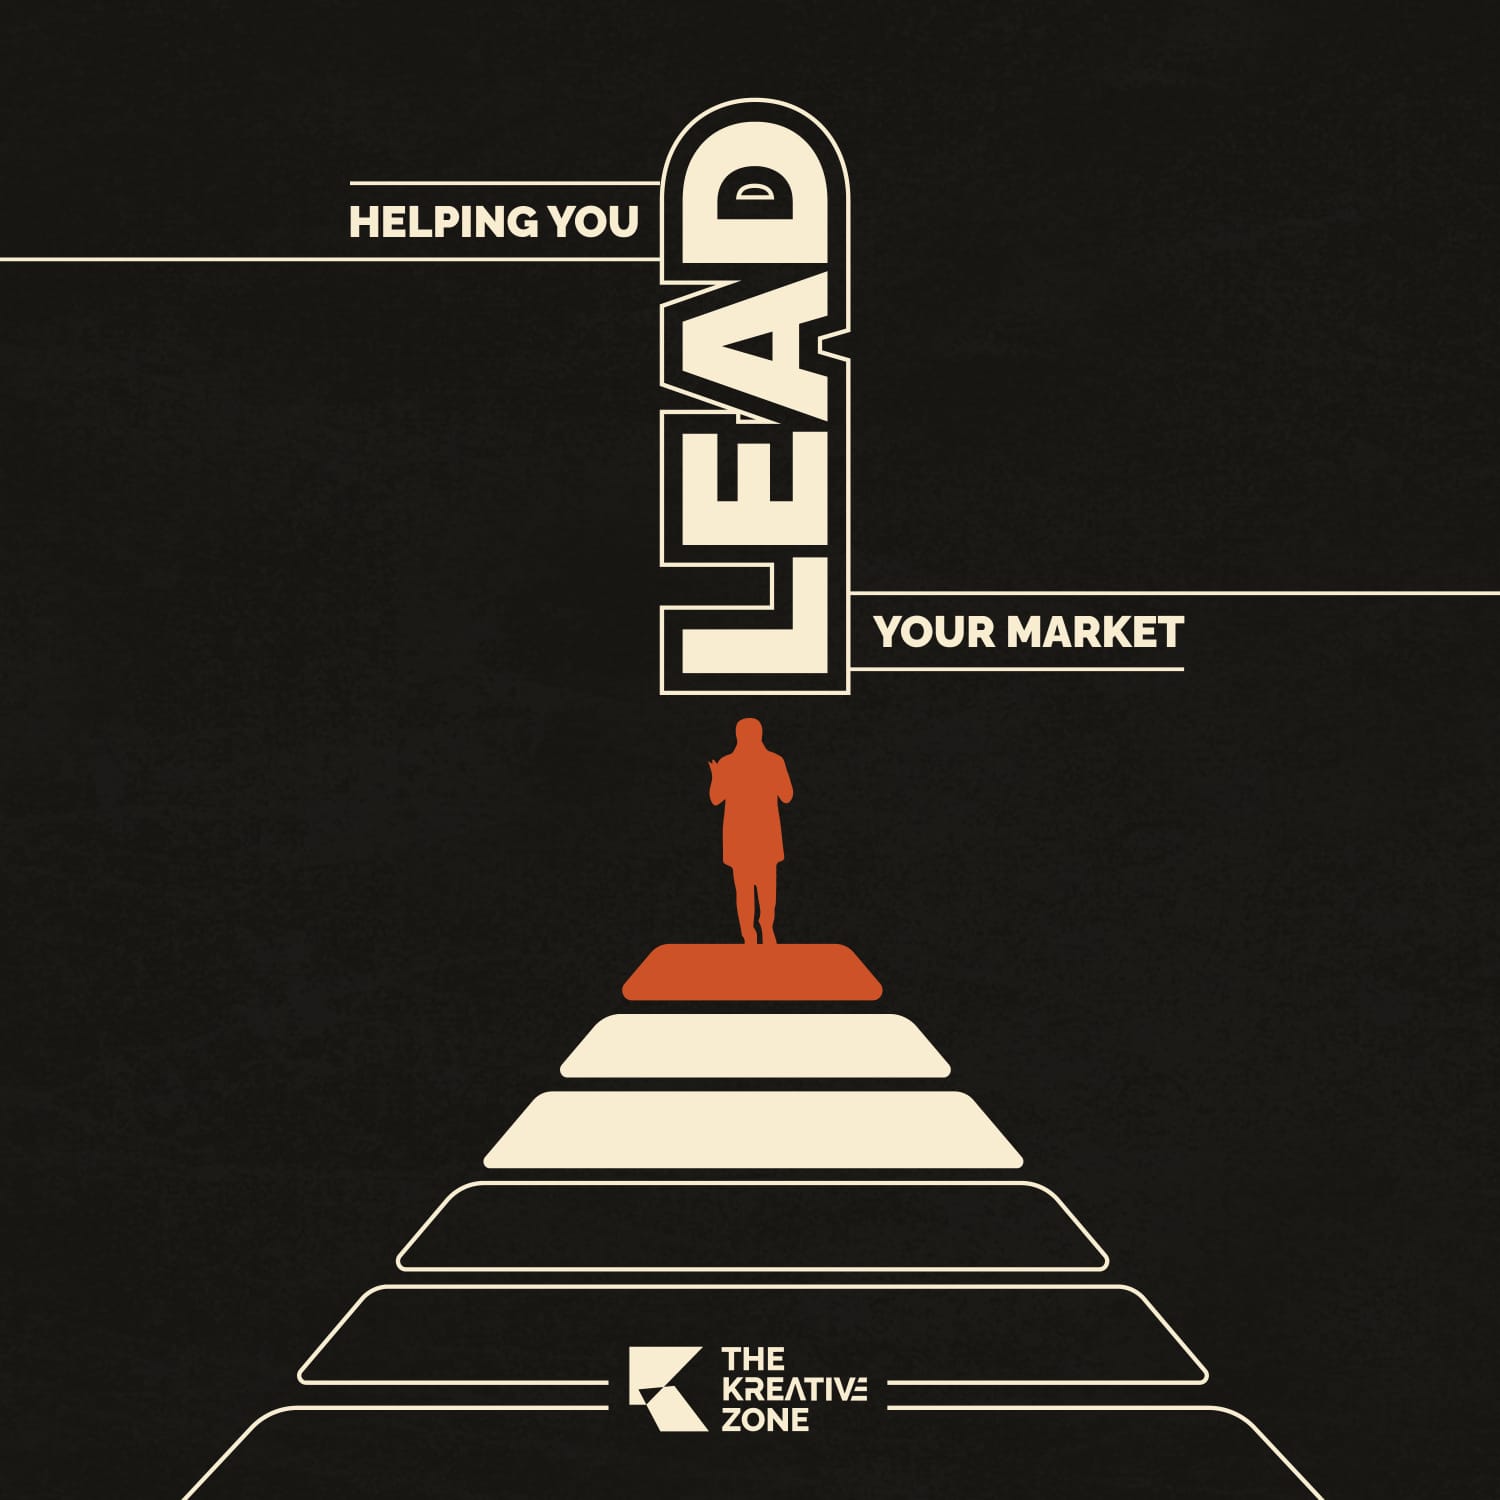 HELPING YOU
LEAD
YOUR MARKET
THE
KREATIVE
ZONE